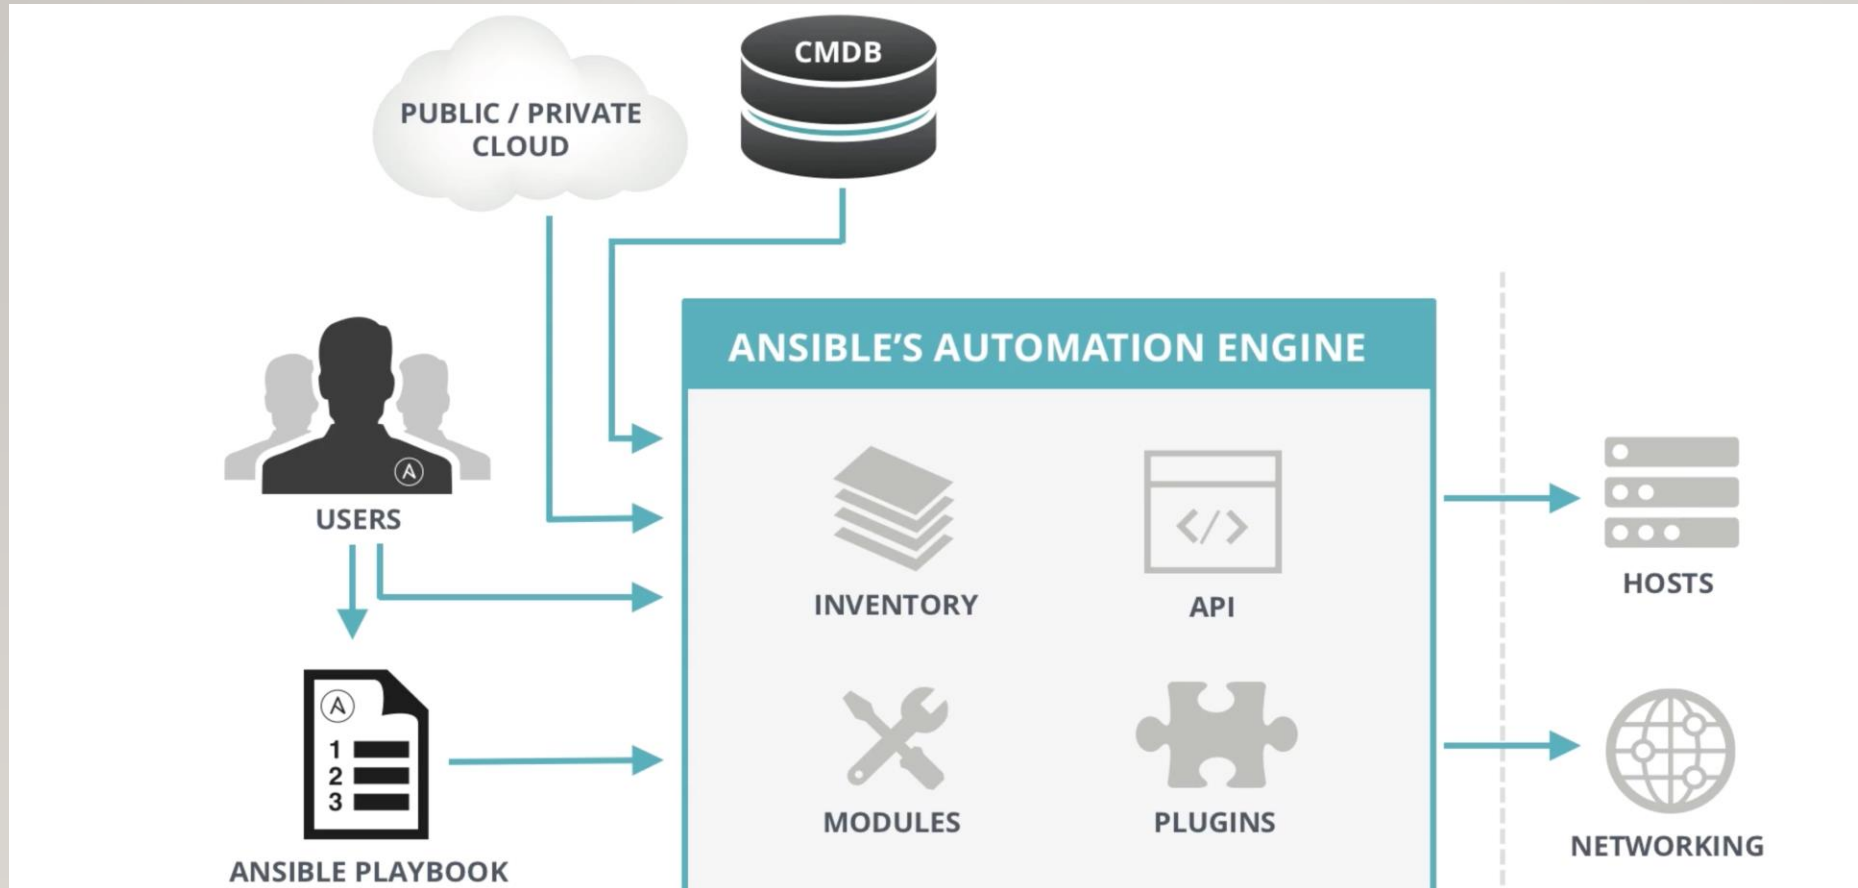 PUBLIC / PRIVATE
CLOUD
CMDB
ANSIBLE’S AUTOMATION ENGINE
USERS
INVENTORY
API
HOSTS
1
2
3
MODULES
PLUGINS
NETWORKING
ANSIBLE PLAYBOOK